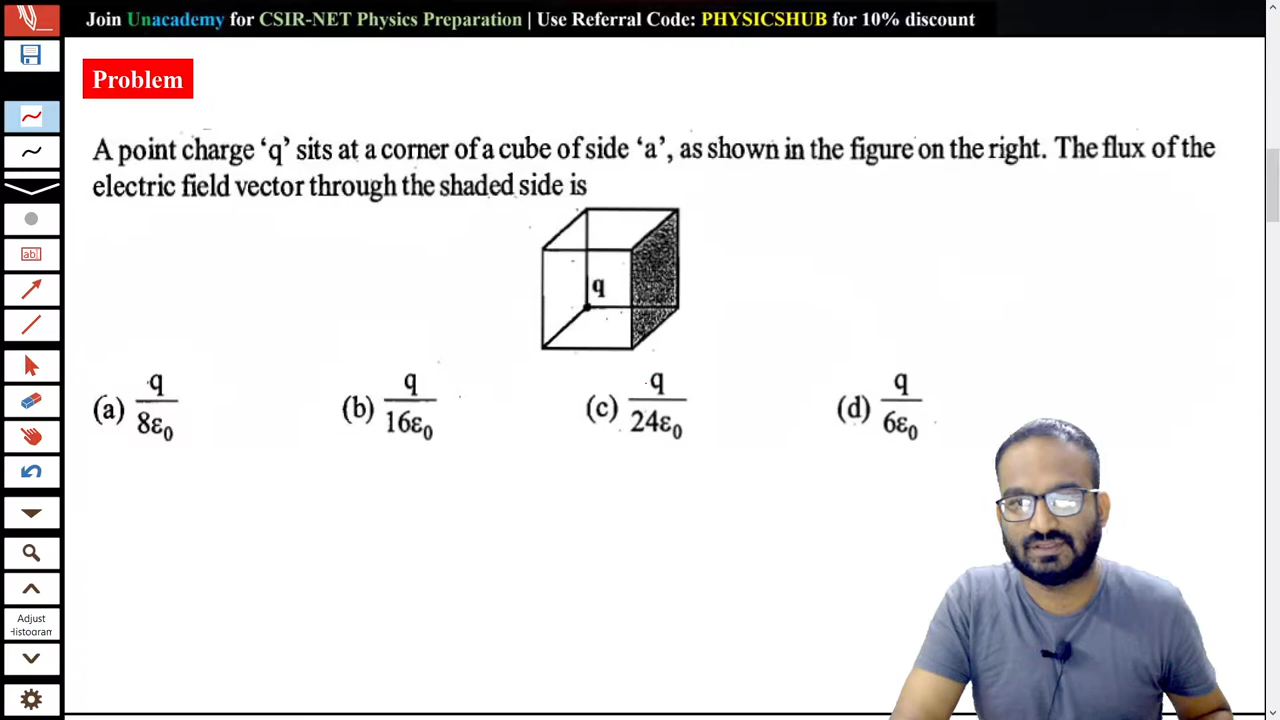 Join Unacademy for CSIR-NET Physics Preparation | Use Referral Code: PHYSICSHUB for 10% discount
Problem
A point charge ‘q’ sits at a corner of a cube of side ‘a’, as shown in the figure on the right. The flux of the
electric field vector through the shaded side is
q
(a) q/8ε₀ (b) q/16ε₀ (c) q/24ε₀ (d) q/6ε₀
ab
Adjust
Histogram